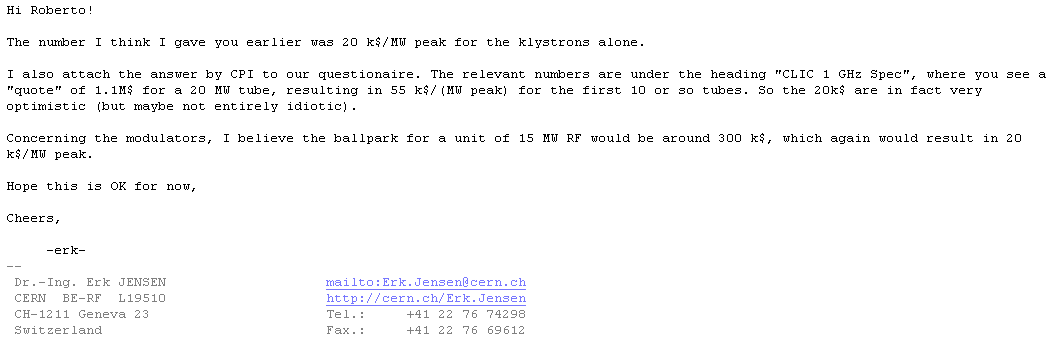 Hi Roberto!
The number I think I gave you earlier was 20 k$/MW peak for the klystrons alone.
I also attach the answer by CPI to our questionaire. The relevant numbers are under the heading "CLIC 1 GHz Spec", where you see a
"quote" of 1.1M$ for a 20 MW tube, resulting in 55 k$/(MW peak) for the first 10 or so tubes. So the 20k$ are in fact very
optimistic (but maybe not entirely idiotic).
Concerning the modulators, I believe the ballpark for a unit of 15 MW RF would be around 300 k$, which again would result in 20
k$/MW peak.
Hope this is OK for now,
Cheers,
-erk-
--
Dr.-Ing. Erk JENSEN mailto:Erk.Jensen@cern.ch
CERN BE-RF L19510 http://cern.ch/Erk.Jensen
CH-1211 Geneva 23 Tel.: +41 22 76 74298
Switzerland Fax.: +41 22 76 69612